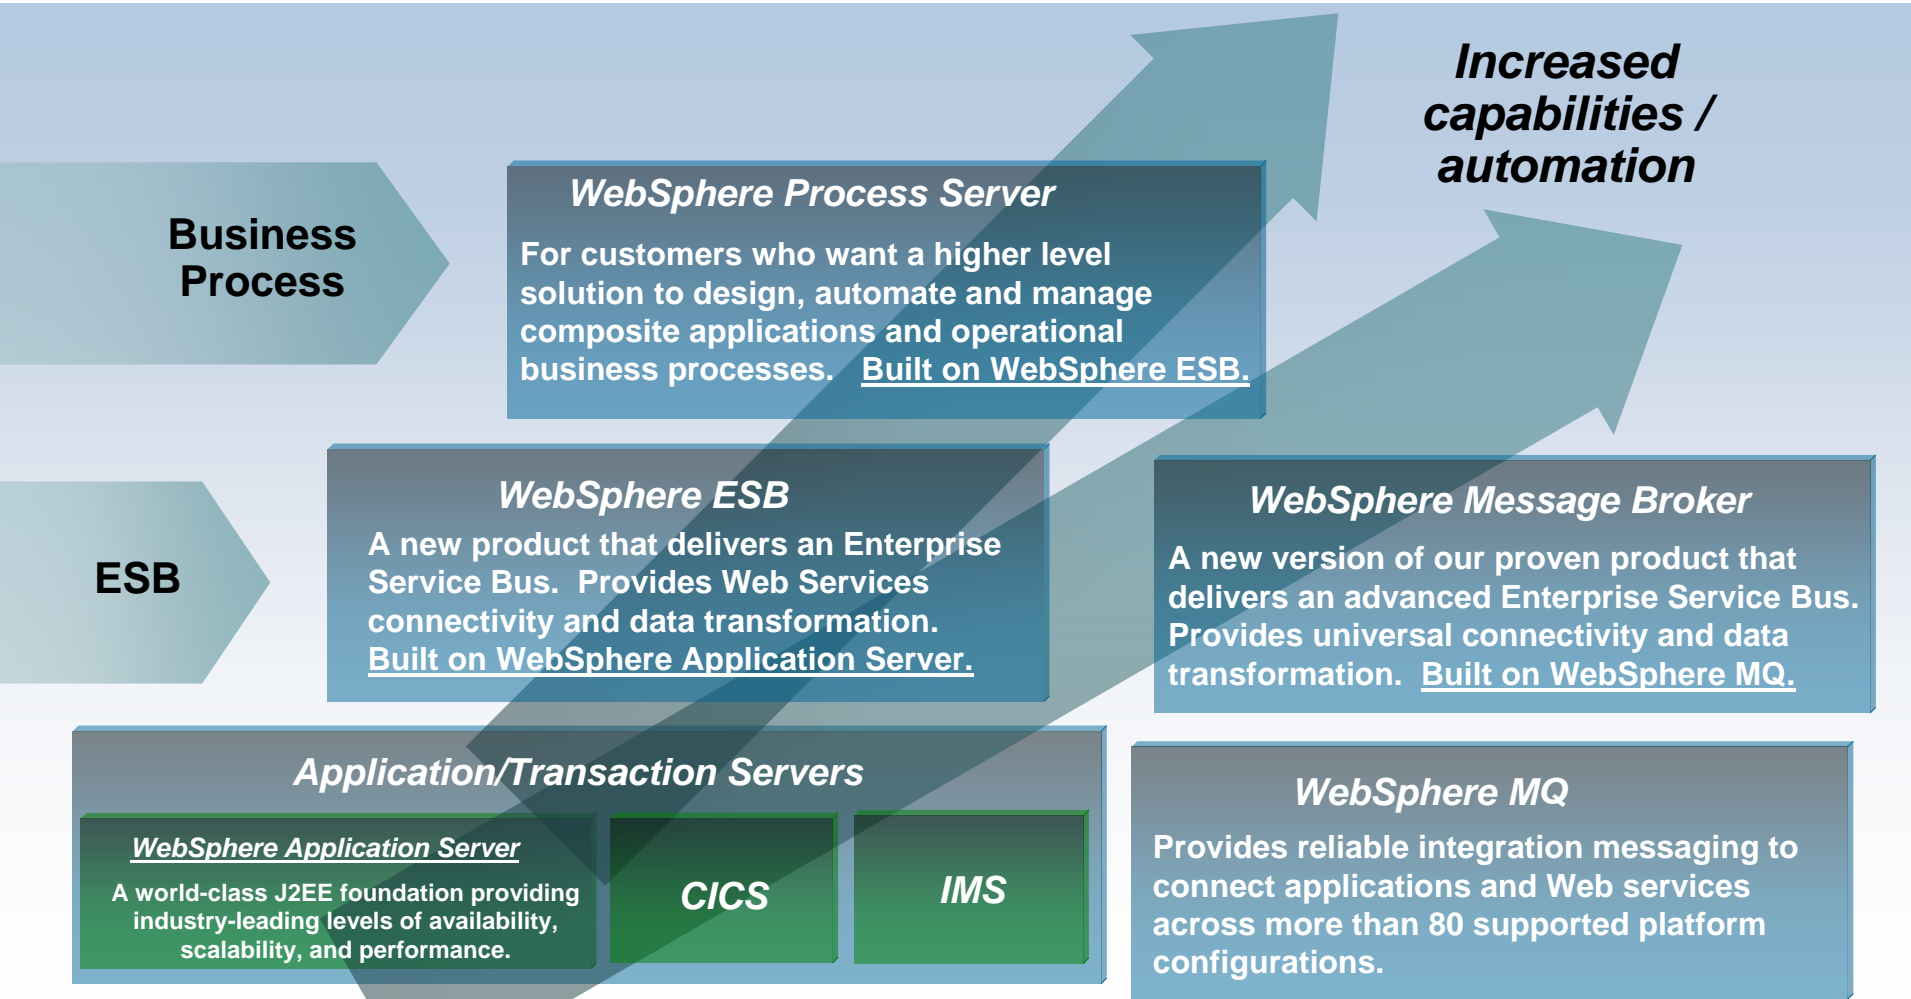 Increased
capabilities /
automation
Business
Process
WebSphere Process Server
For customers who want a higher level
solution to design, automate and manage
composite applications and operational
business processes. Built on WebSphere ESB.
ESB
WebSphere ESB
A new product that delivers an Enterprise
Service Bus. Provides Web Services
connectivity and data transformation.
Built on WebSphere Application Server.
WebSphere Message Broker
A new version of our proven product that
delivers an advanced Enterprise Service Bus.
Provides universal connectivity and data
transformation. Built on WebSphere MQ.
Application/Transaction Servers
WebSphere Application Server
A world-class J2EE foundation providing
industry-leading levels of availability,
scalability, and performance.
CICS
IMS
WebSphere MQ
Provides reliable integration messaging to
connect applications and Web services
across more than 80 supported platform
configurations.